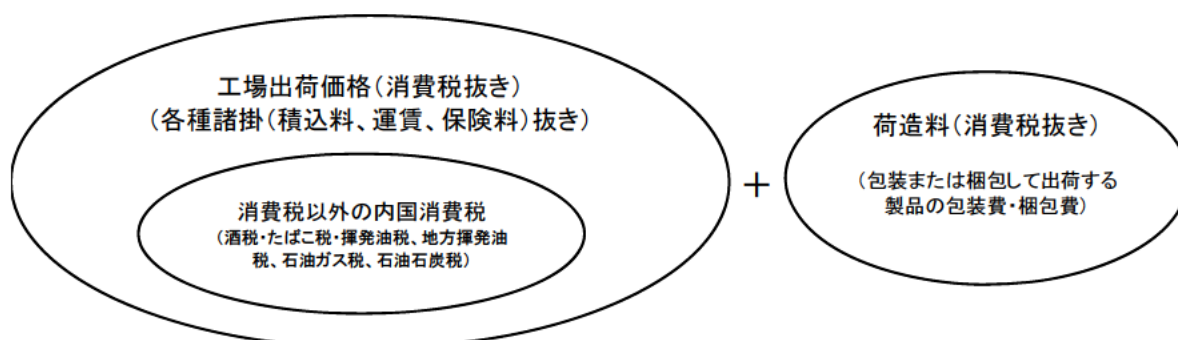 工場出荷価格（消費税抜き）
（各種諸掛（積込料、運賃、保険料）抜き）
消費税以外の内国消費税
（酒税・たばこ税・揮発油税、地方揮発油
税、石油ガス税、石油石炭税）
＋
荷造料（消費税抜き）
（包装または梱包して出荷する
製品の包装費・梱包費）